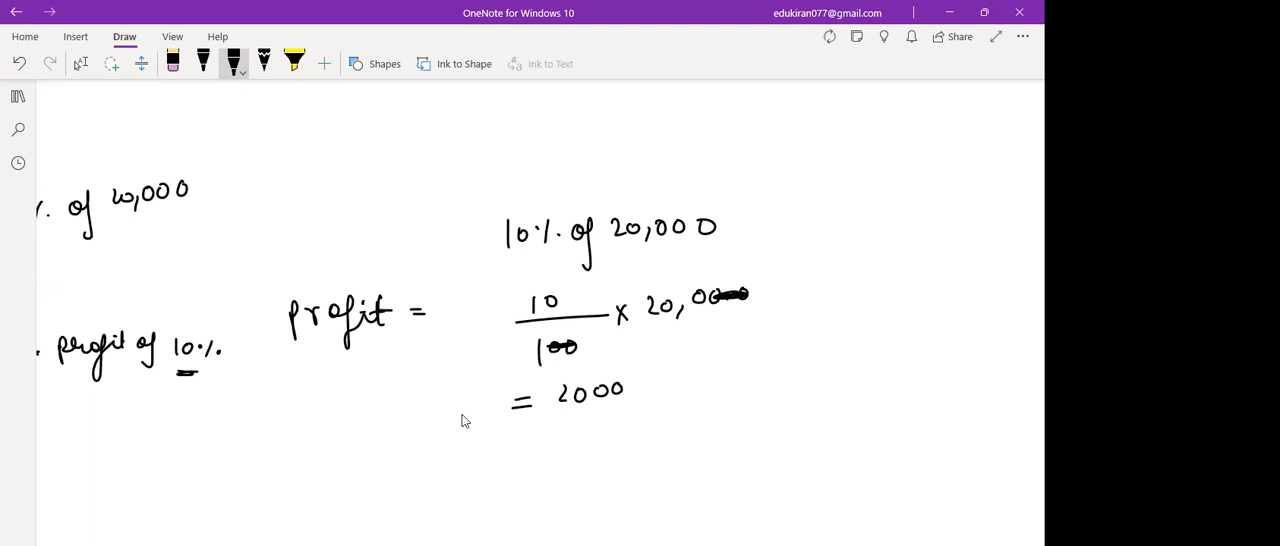 OneNote for Windows 10
edukiran077@gmail.com
Home Insert Draw View Help
Share
Shapes Ink to Shape Ink to Text
%. of 20,000
10%. of 20,000
profit = 10/100 x 20,000
profit of 10%.
= 2000